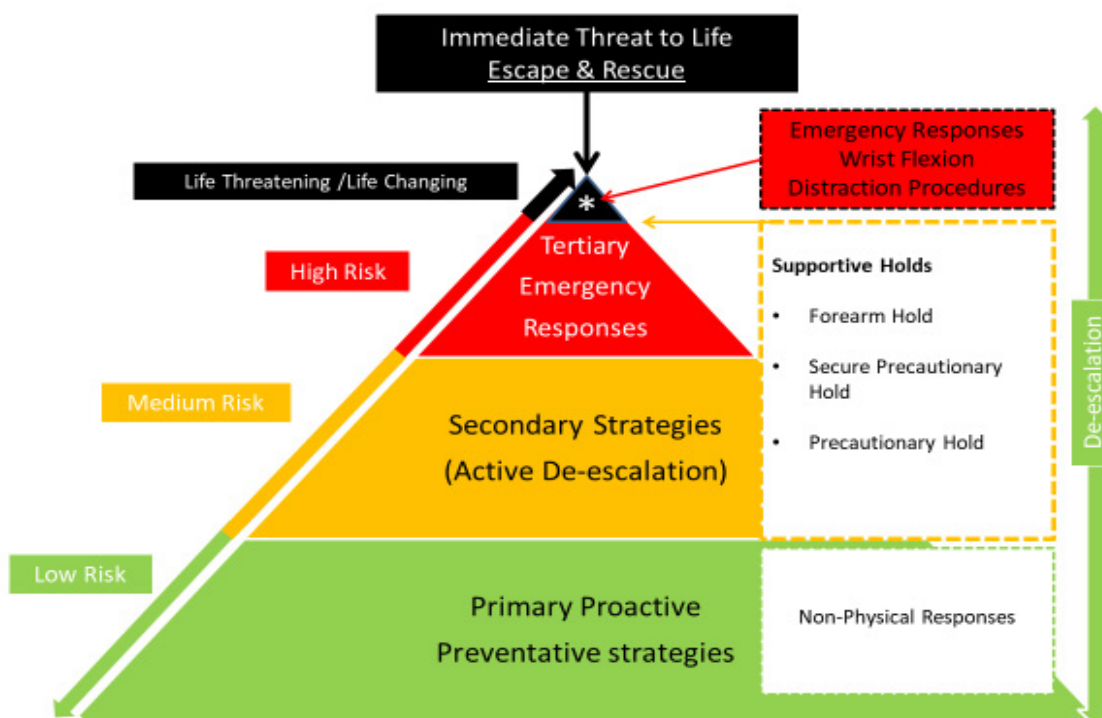 Immediate Threat to Life
Escape & Rescue
Emergency Responses
Wrist Flexion
Distraction Procedures
Life Threatening /Life Changing
*
High Risk
Tertiary
Emergency
Responses
Supportive Holds
• Forearm Hold
• Secure Precautionary
Hold
• Precautionary Hold
De-escalation
Medium Risk
Secondary Strategies
(Active De-escalation)
Low Risk
Primary Proactive
Preventative strategies
Non-Physical Responses